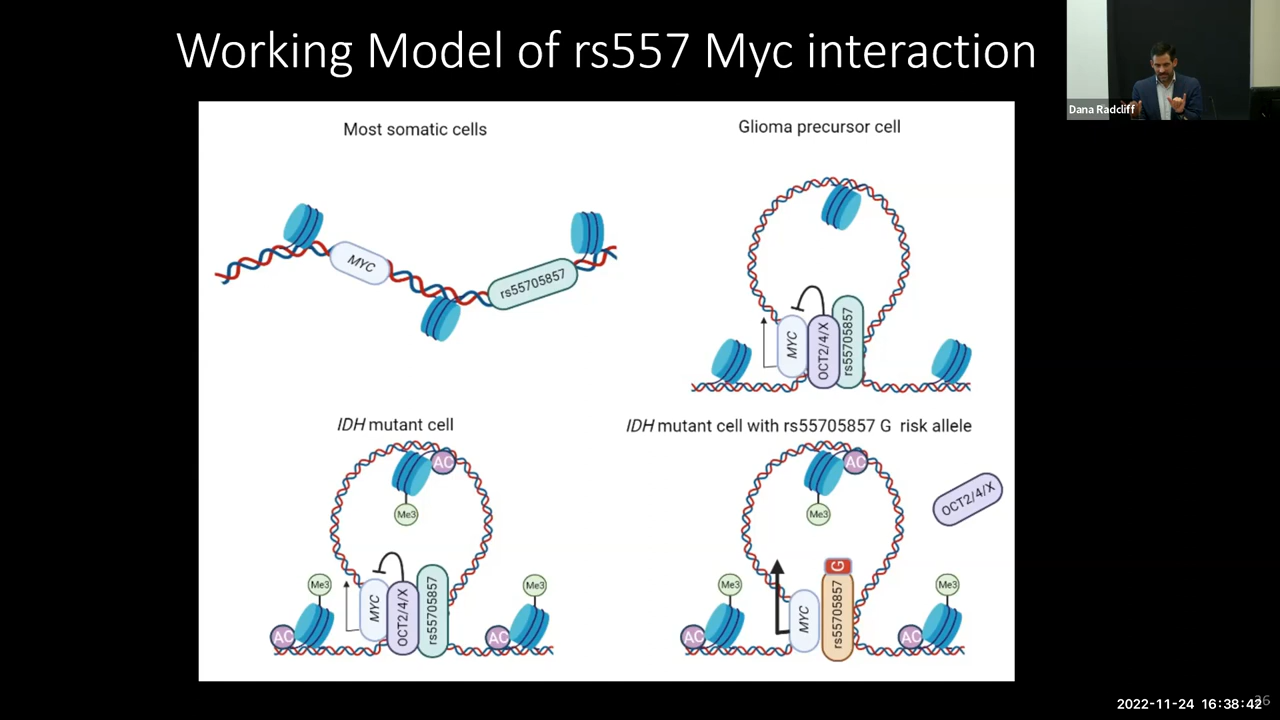 Working Model of rs557 Myc interaction
Dana Radcliff
Most somatic cells
MYC
rs55705857
Glioma precursor cell
MYC
OCT2/4/X
rs55705857
IDH mutant cell
AC
Me3
Me3
Me3
MYC
OCT2/4/X
rs55705857
AC
AC
IDH mutant cell with rs55705857 G risk allele
AC
OCT2/4/X
Me3
G
Me3
Me3
MYC
rs55705857
AC
AC
2022-11-24 16:38:42
36